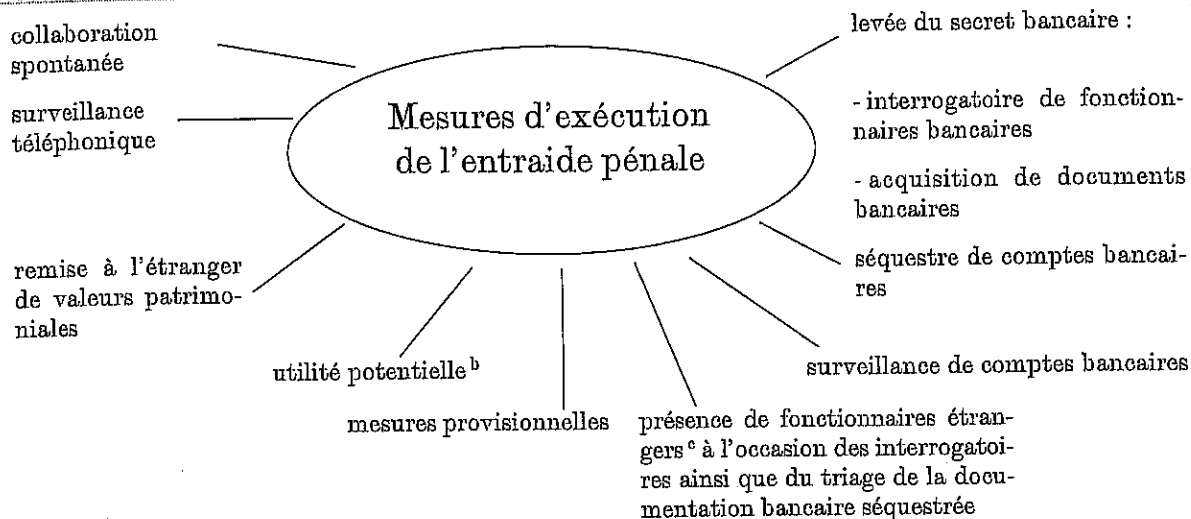 Mesures d'exécution
de l'entraide pénale
collaboration
spontanée
surveillance
téléphonique
remise à l'étranger
de valeurs patrimo-
niales
utilité potentielle b
mesures provisionnelles
présence de fonctionnaires étran-
gers c à l'occasion des interrogatoi-
res ainsi que du triage de la docu-
mentation bancaire séquestrée
surveillance de comptes bancaires
séquestre de comptes bancai-
res
levée du secret bancaire :
- interrogatoire de fonction-
naires bancaires
- acquisition de documents
bancaires